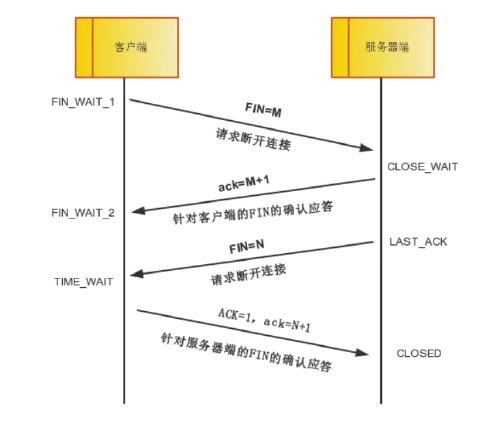 客户端
服务器端
FIN_WAIT_1
FIN=M
请求断开连接
CLOSE_WAIT
ack=M+1
针对客户端的FIN的确认应答
FIN_WAIT_2
LAST_ACK
FIN=N
请求断开连接
TIME_WAIT
ACK=1, ack=N+1
针对服务器端的FIN的确认应答
CLOSED